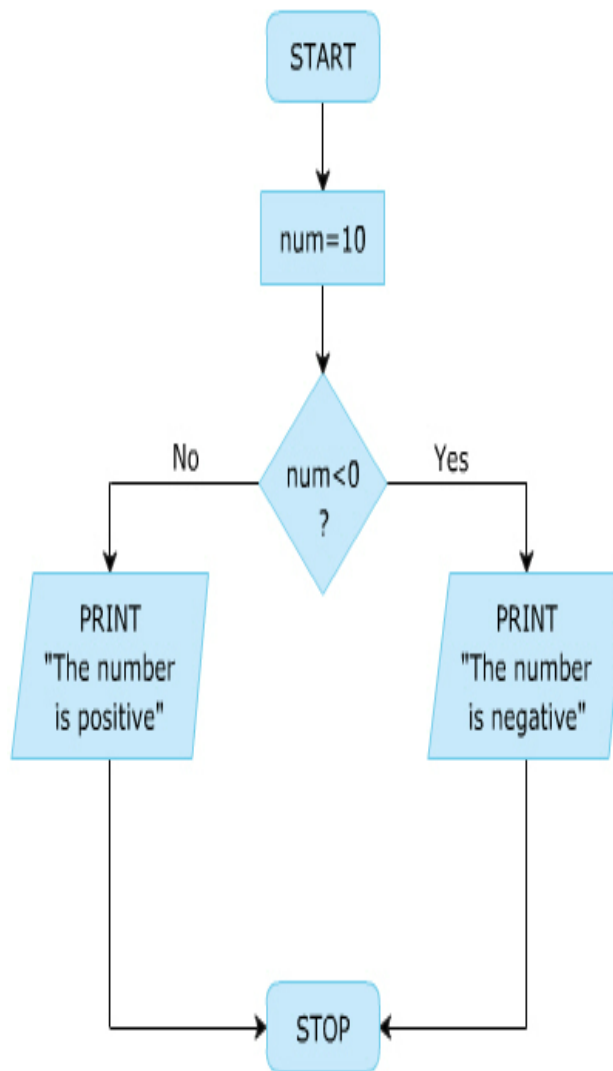 START
num=10
No
num<0
?
Yes
PRINT
"The number
is positive"
PRINT
"The number
is negative"
STOP